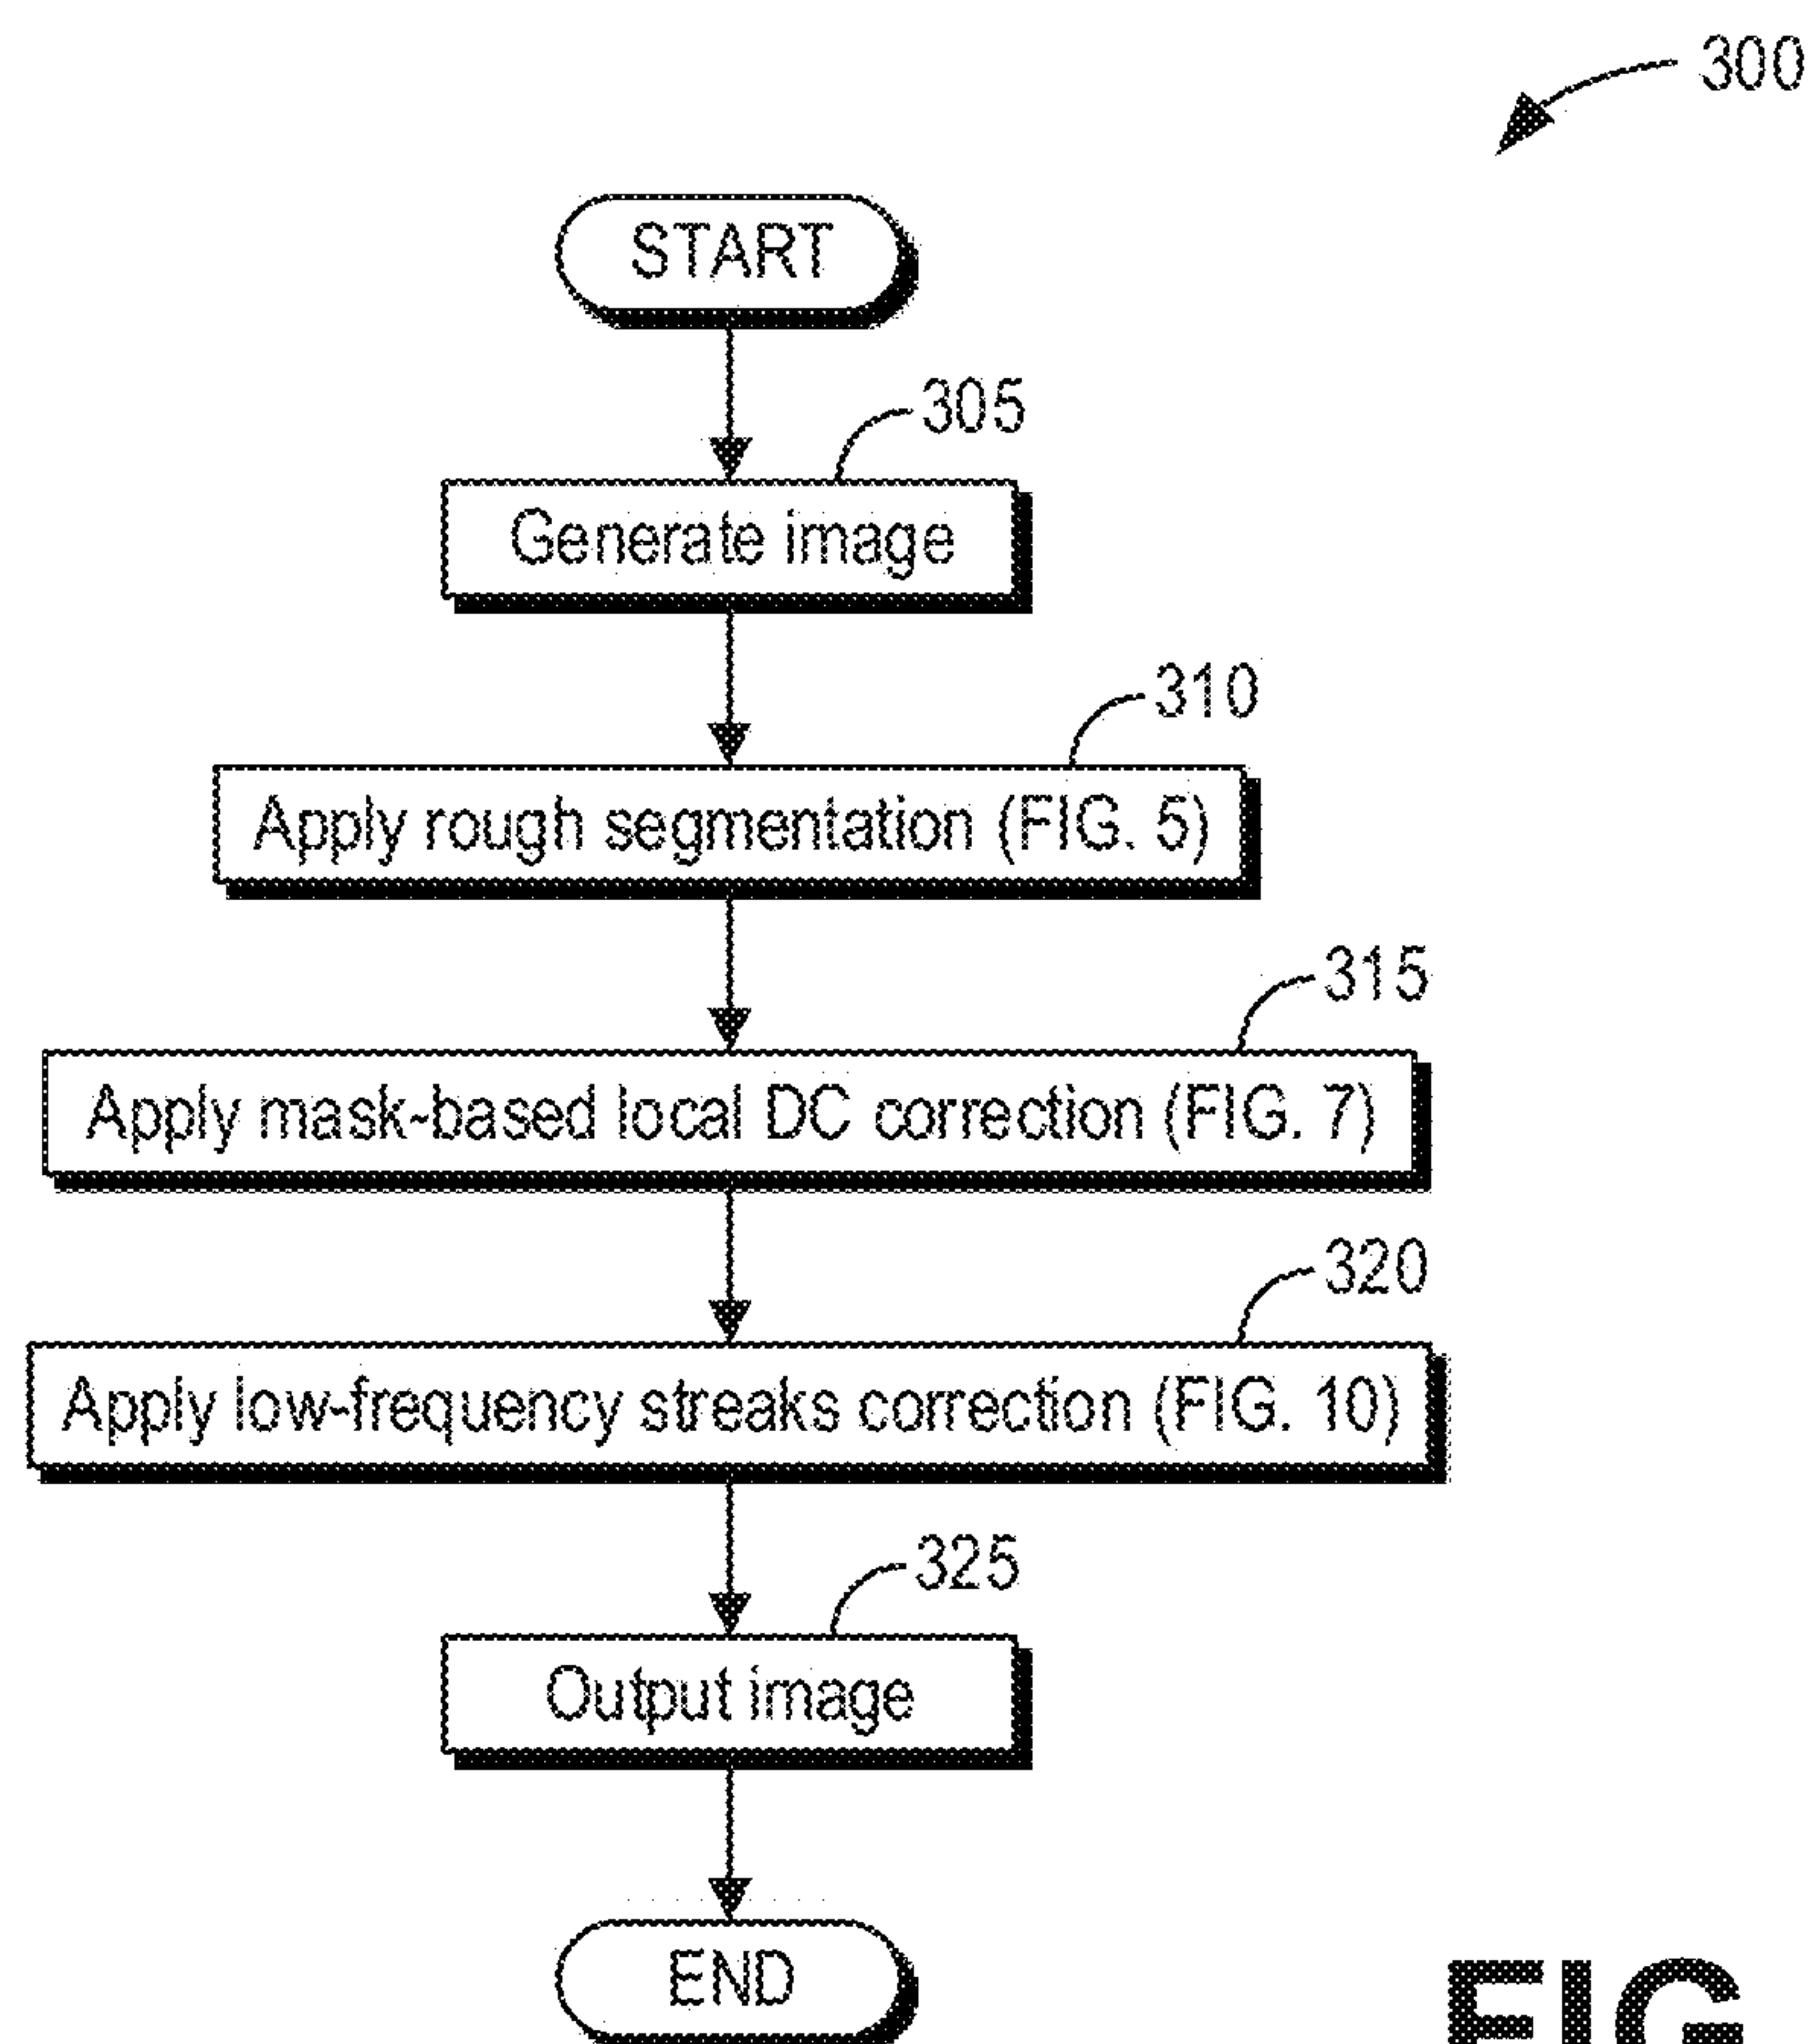 300
START
305
Generate image
310
Apply rough segmentation (FIG. 5)
315
Apply mask-based local DC correction (FIG. 7)
320
Apply low-frequency streaks correction (FIG. 10)
325
Output image
END
FIG